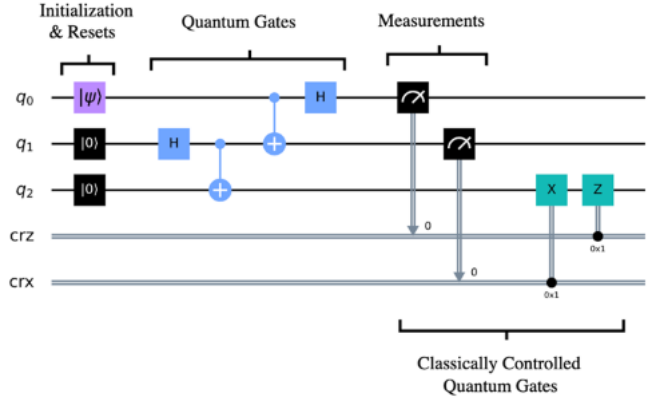 Initialization
& Resets
Quantum Gates
Measurements
q₀ |ψ⟩ H
q₁ |0⟩ H
q₂ |0⟩ X Z
crz 0 0x1
crx 0 0x1
Classically Controlled
Quantum Gates